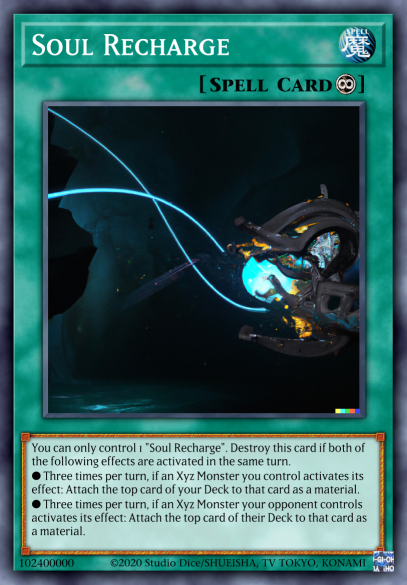 Soul Recharge
SPELL
魔
[Spell Card]
You can only control 1 "Soul Recharge". Destroy this card if both of
the following effects are activated in the same turn.
● Three times per turn, if an Xyz Monster you control activates its
effect: Attach the top card of your Deck to that card as a material.
● Three times per turn, if an Xyz Monster your opponent controls
activates its effect: Attach the top card of their Deck to that card as
a material.
102400000
©2020 Studio Dice/SHUEISHA, TV TOKYO, KONAMI